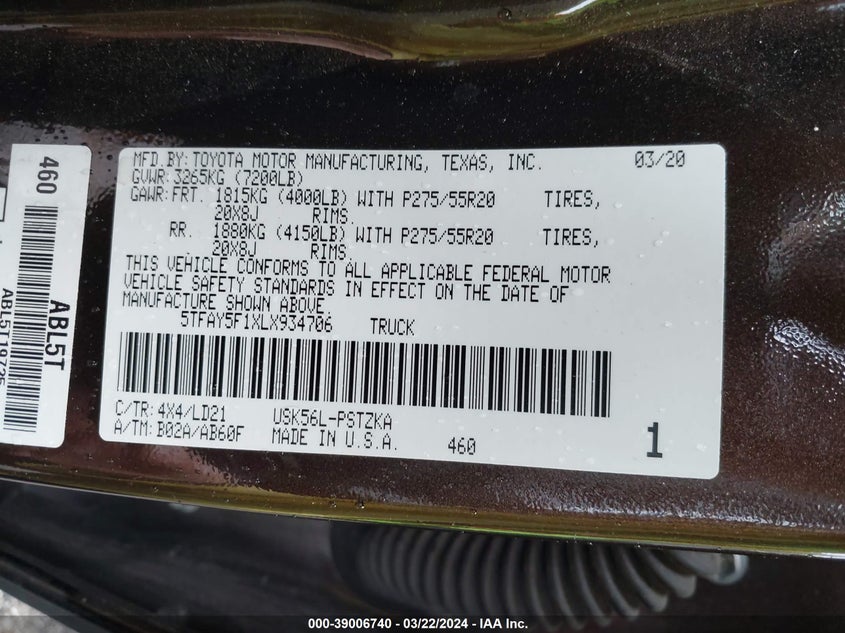 MFD.BY:TOYOTA MOTOR MANUFACTURING, TEXAS, INC. 03/20
GVWR:3265KG (7200LB)
GAWR:FRT. 1815KG (4000LB) WITH P275/55R20 TIRES,
20X8J RIMS.
RR. 1880KG (4150LB) WITH P275/55R20 TIRES,
20X8J RIMS.
THIS VEHICLE CONFORMS TO ALL APPLICABLE FEDERAL MOTOR
VEHICLE SAFETY STANDARDS IN EFFECT ON THE DATE OF
MANUFACTURE SHOWN ABOVE.
5TFAY5F1XLX934706 TRUCK
C/TR:4X4/LD21 USK56L-PSTZKA
A/TM:B02A/AB60F MADE IN U.S.A. 460 1
460
ABL5T
000-39006740 - 03/22/2024 - IAA Inc.